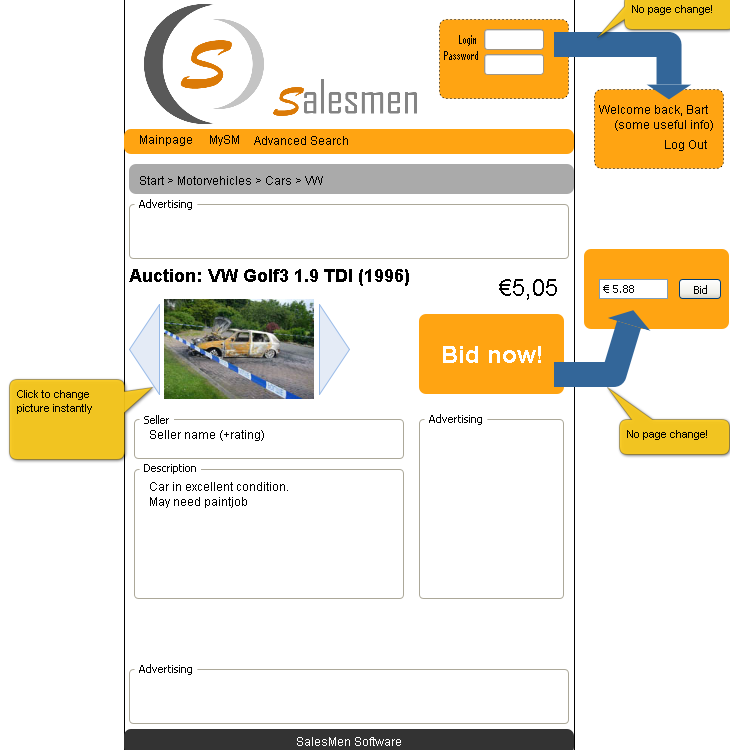 No page change!
Login
Password
S
Salesmen
Welcome back, Bart
(some useful info)
Log Out
Mainpage MySM Advanced Search
Start > Motorvehicles > Cars > VW
Advertising
Auction: VW Golf3 1.9 TDI (1996)
€5,05
€ 5.88 Bid
Bid now!
Click to change
picture instantly
No page change!
Seller
Seller name (+rating)
Advertising
Description
Car in excellent condition.
May need paintjob
Advertising
SalesMen Software